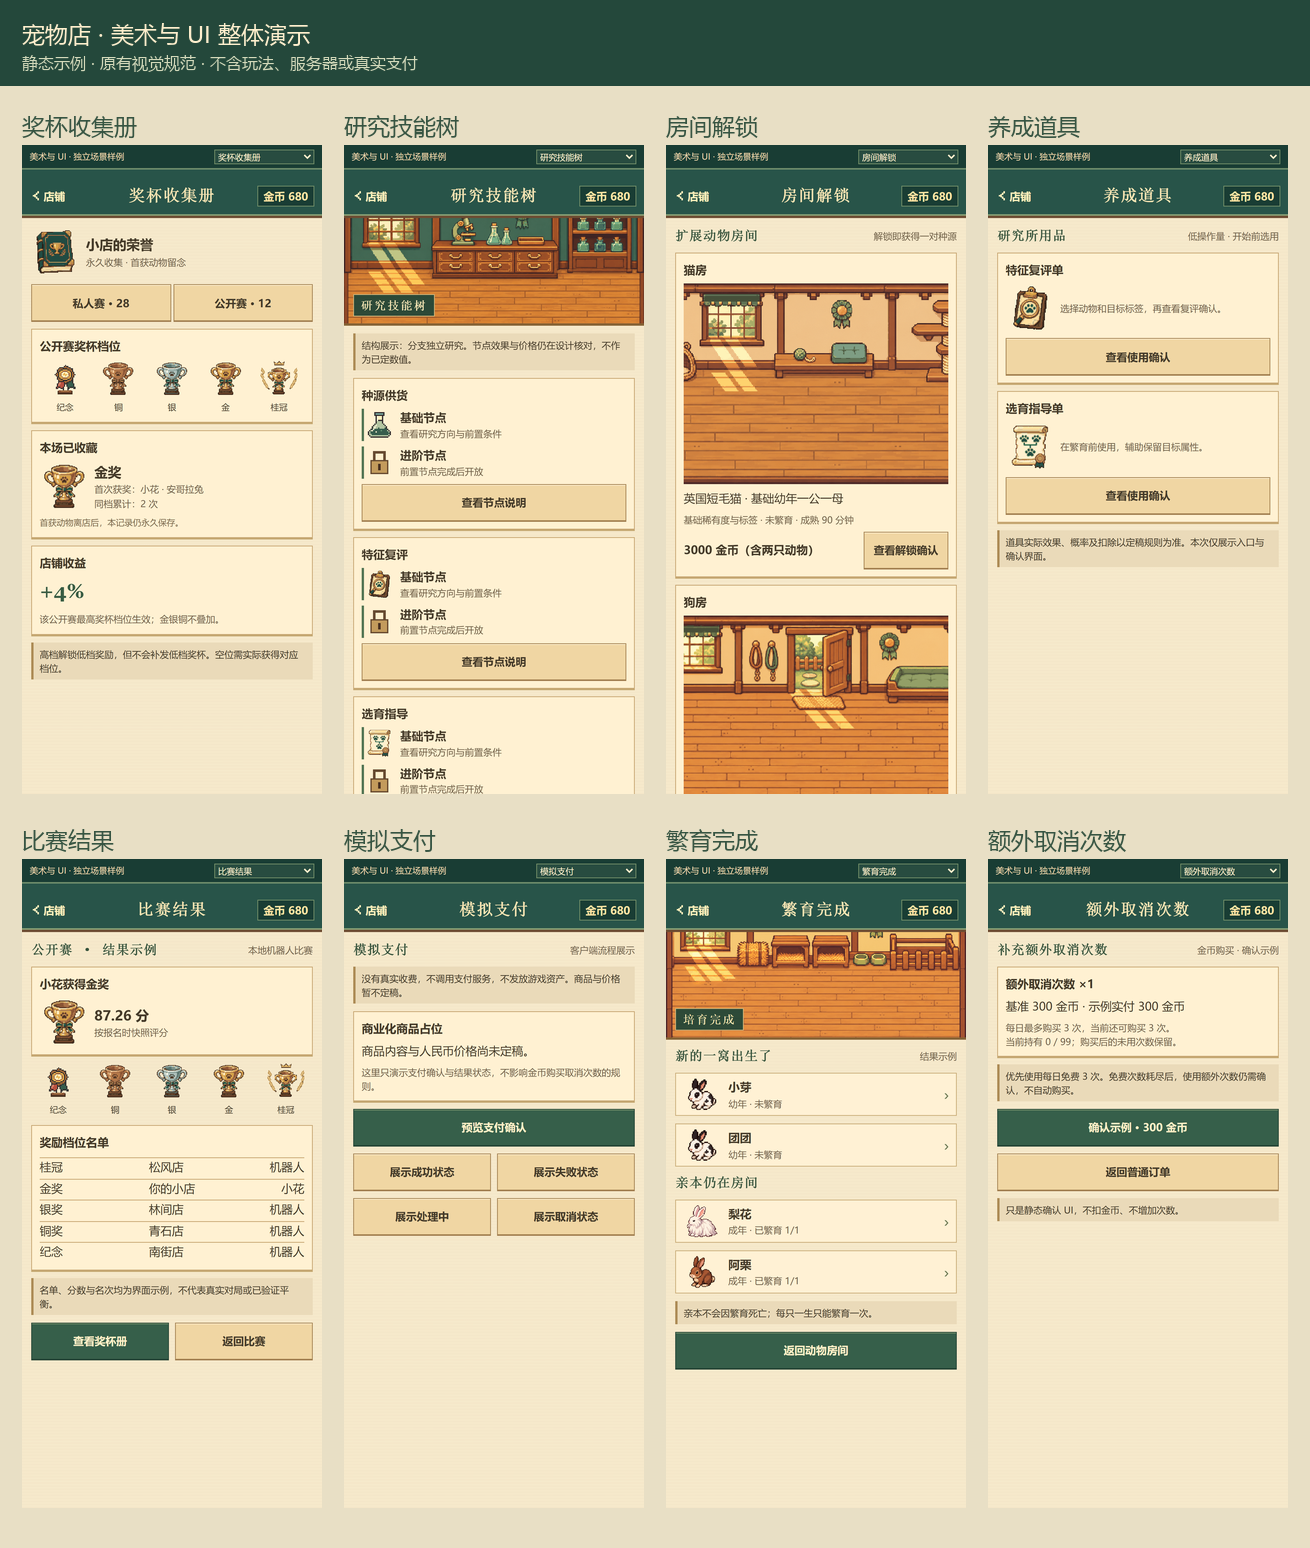 宠物店 · 美术与 UI 整体演示
静态示例 · 原有视觉规范 · 不含玩法、服务器或真实支付
奖杯收集册
美术与 UI · 独立场景样例
奖杯收集册
店铺
奖杯收集册
金币 680
小店的荣誉
永久收集 · 首获动物留念
私人赛 • 28
公开赛 • 12
公开赛奖杯档位
纪念
铜
银
金
桂冠
本场已收藏
金奖
首次获奖：小花 · 安哥拉兔
同档累计：2 次
首获动物离店后，本记录仍永久保存。
店铺收益
+4%
该公开赛最高奖杯档位生效；金银铜不叠加。
高档解锁低档奖励，但不会补发低档奖杯。空位需实际获得对应
档位。
研究技能树
美术与 UI · 独立场景样例
研究技能树
店铺
研究技能树
金币 680
研究技能树
结构展示：分支独立研究。节点效果与价格仍在设计核对，不作
为已定数值。
种源供货
基础节点
查看研究方向与前置条件
进阶节点
前置节点完成后开放
查看节点说明
特征复评
基础节点
查看研究方向与前置条件
进阶节点
前置节点完成后开放
查看节点说明
选育指导
基础节点
查看研究方向与前置条件
进阶节点
前置节点完成后开放
房间解锁
美术与 UI · 独立场景样例
房间解锁
店铺
房间解锁
金币 680
扩展动物房间
解锁即获得一对种源
猫房
英国短毛猫 · 基础幼年一公一母
基础稀有度与标签 · 未繁育 · 成熟 90 分钟
3000 金币（含两只动物）
查看解锁确认
狗房
养成道具
美术与 UI · 独立场景样例
养成道具
店铺
养成道具
金币 680
研究所用品
低操作量 · 开始前选用
特征复评单
选择动物和目标标签，再查看复评确认。
查看使用确认
选育指导单
在繁育前使用，辅助保留目标属性。
查看使用确认
道具实际效果、概率及扣除以定稿规则为准。本次仅展示入口与
确认界面。
比赛结果
美术与 UI · 独立场景样例
比赛结果
店铺
比赛结果
金币 680
公开赛 • 结果示例
本地机器人比赛
小花获得金奖
87.26 分
按报名时快照评分
纪念
铜
银
金
桂冠
奖励档位名单
桂冠 松风店 机器人
金奖 你的小店 小花
银奖 林间店 机器人
铜奖 青石店 机器人
纪念 南街店 机器人
名单、分数与名次均为界面示例，不代表真实对局或已验证平
衡。
查看奖杯册
返回比赛
模拟支付
美术与 UI · 独立场景样例
模拟支付
店铺
模拟支付
金币 680
模拟支付
客户端流程展示
没有真实收费，不调用支付服务，不发放游戏资产。商品与价格
暂不定稿。
商业化商品占位
商品内容与人民币价格尚未定稿。
这里只演示支付确认与结果状态，不影响金币购买取消次数的规
则。
预览支付确认
展示成功状态
展示失败状态
展示处理中
展示取消状态
繁育完成
美术与 UI · 独立场景样例
繁育完成
店铺
繁育完成
金币 680
培育完成
新的一窝出生了
结果示例
小芽
幼年 · 未繁育
团团
幼年 · 未繁育
亲本仍在房间
梨花
成年 · 已繁育 1/1
阿栗
成年 · 已繁育 1/1
亲本不会因繁育死亡；每只一生只能繁育一次。
返回动物房间
额外取消次数
美术与 UI · 独立场景样例
额外取消次数
店铺
额外取消次数
金币 680
补充额外取消次数
金币购买 · 确认示例
额外取消次数 ×1
基准 300 金币 · 示例实付 300 金币
每日最多购买 3 次，当前还可购买 3 次。
当前持有 0 / 99；购买后的未用次数保留。
优先使用每日免费 3 次。免费次数耗尽后，使用额外次数仍需确
认，不自动购买。
确认示例 • 300 金币
返回普通订单
只是静态确认 UI，不扣金币、不增加次数。